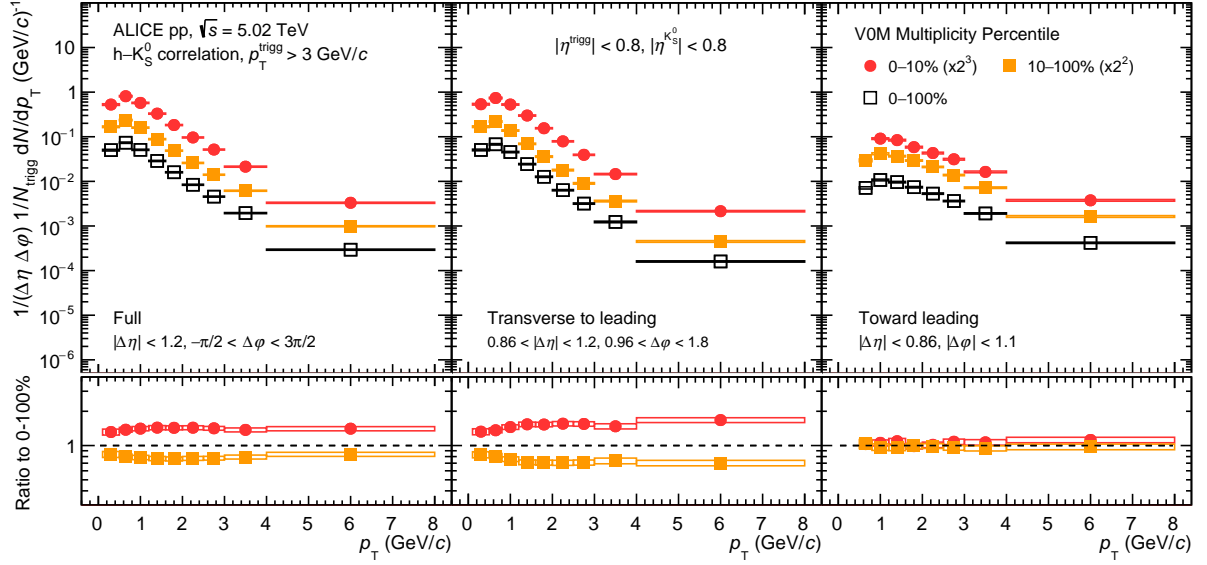 1/(Δη Δφ) 1/N_trigg dN/dp_T (GeV/c)⁻¹
10
1
10⁻¹
10⁻²
10⁻³
10⁻⁴
10⁻⁵
10⁻⁶
ALICE pp, √s = 5.02 TeV
h–K⁰_S correlation, p_T^trigg > 3 GeV/c
Full
|Δη| < 1.2, −π/2 < Δφ < 3π/2
|η^trigg| < 0.8, |η^K⁰_S| < 0.8
Transverse to leading
0.86 < |Δη| < 1.2, 0.96 < Δφ < 1.8
V0M Multiplicity Percentile
0–10% (x2³) 10–100% (x2²)
0–100%
Toward leading
|Δη| < 0.86, |Δφ| < 1.1
Ratio to 0-100%
1
0 1 2 3 4 5 6 7 8
p_T (GeV/c)
0 1 2 3 4 5 6 7 8
p_T (GeV/c)
0 1 2 3 4 5 6 7 8
p_T (GeV/c)